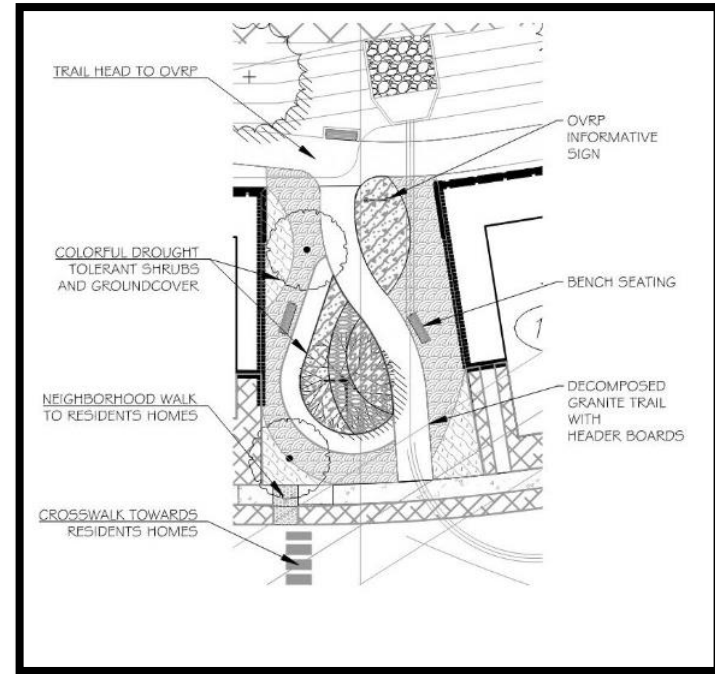 TRAIL HEAD TO OVRP
OVRP
INFORMATIVE
SIGN
COLORFUL DROUGHT
TOLERANT SHRUBS
AND GROUNDCOVER
BENCH SEATING
1
NEIGHBORHOOD WALK
TO RESIDENTS HOMES
DECOMPOSED
GRANITE TRAIL
WITH
HEADER BOARDS
CROSSWALK TOWARDS
RESIDENTS HOMES